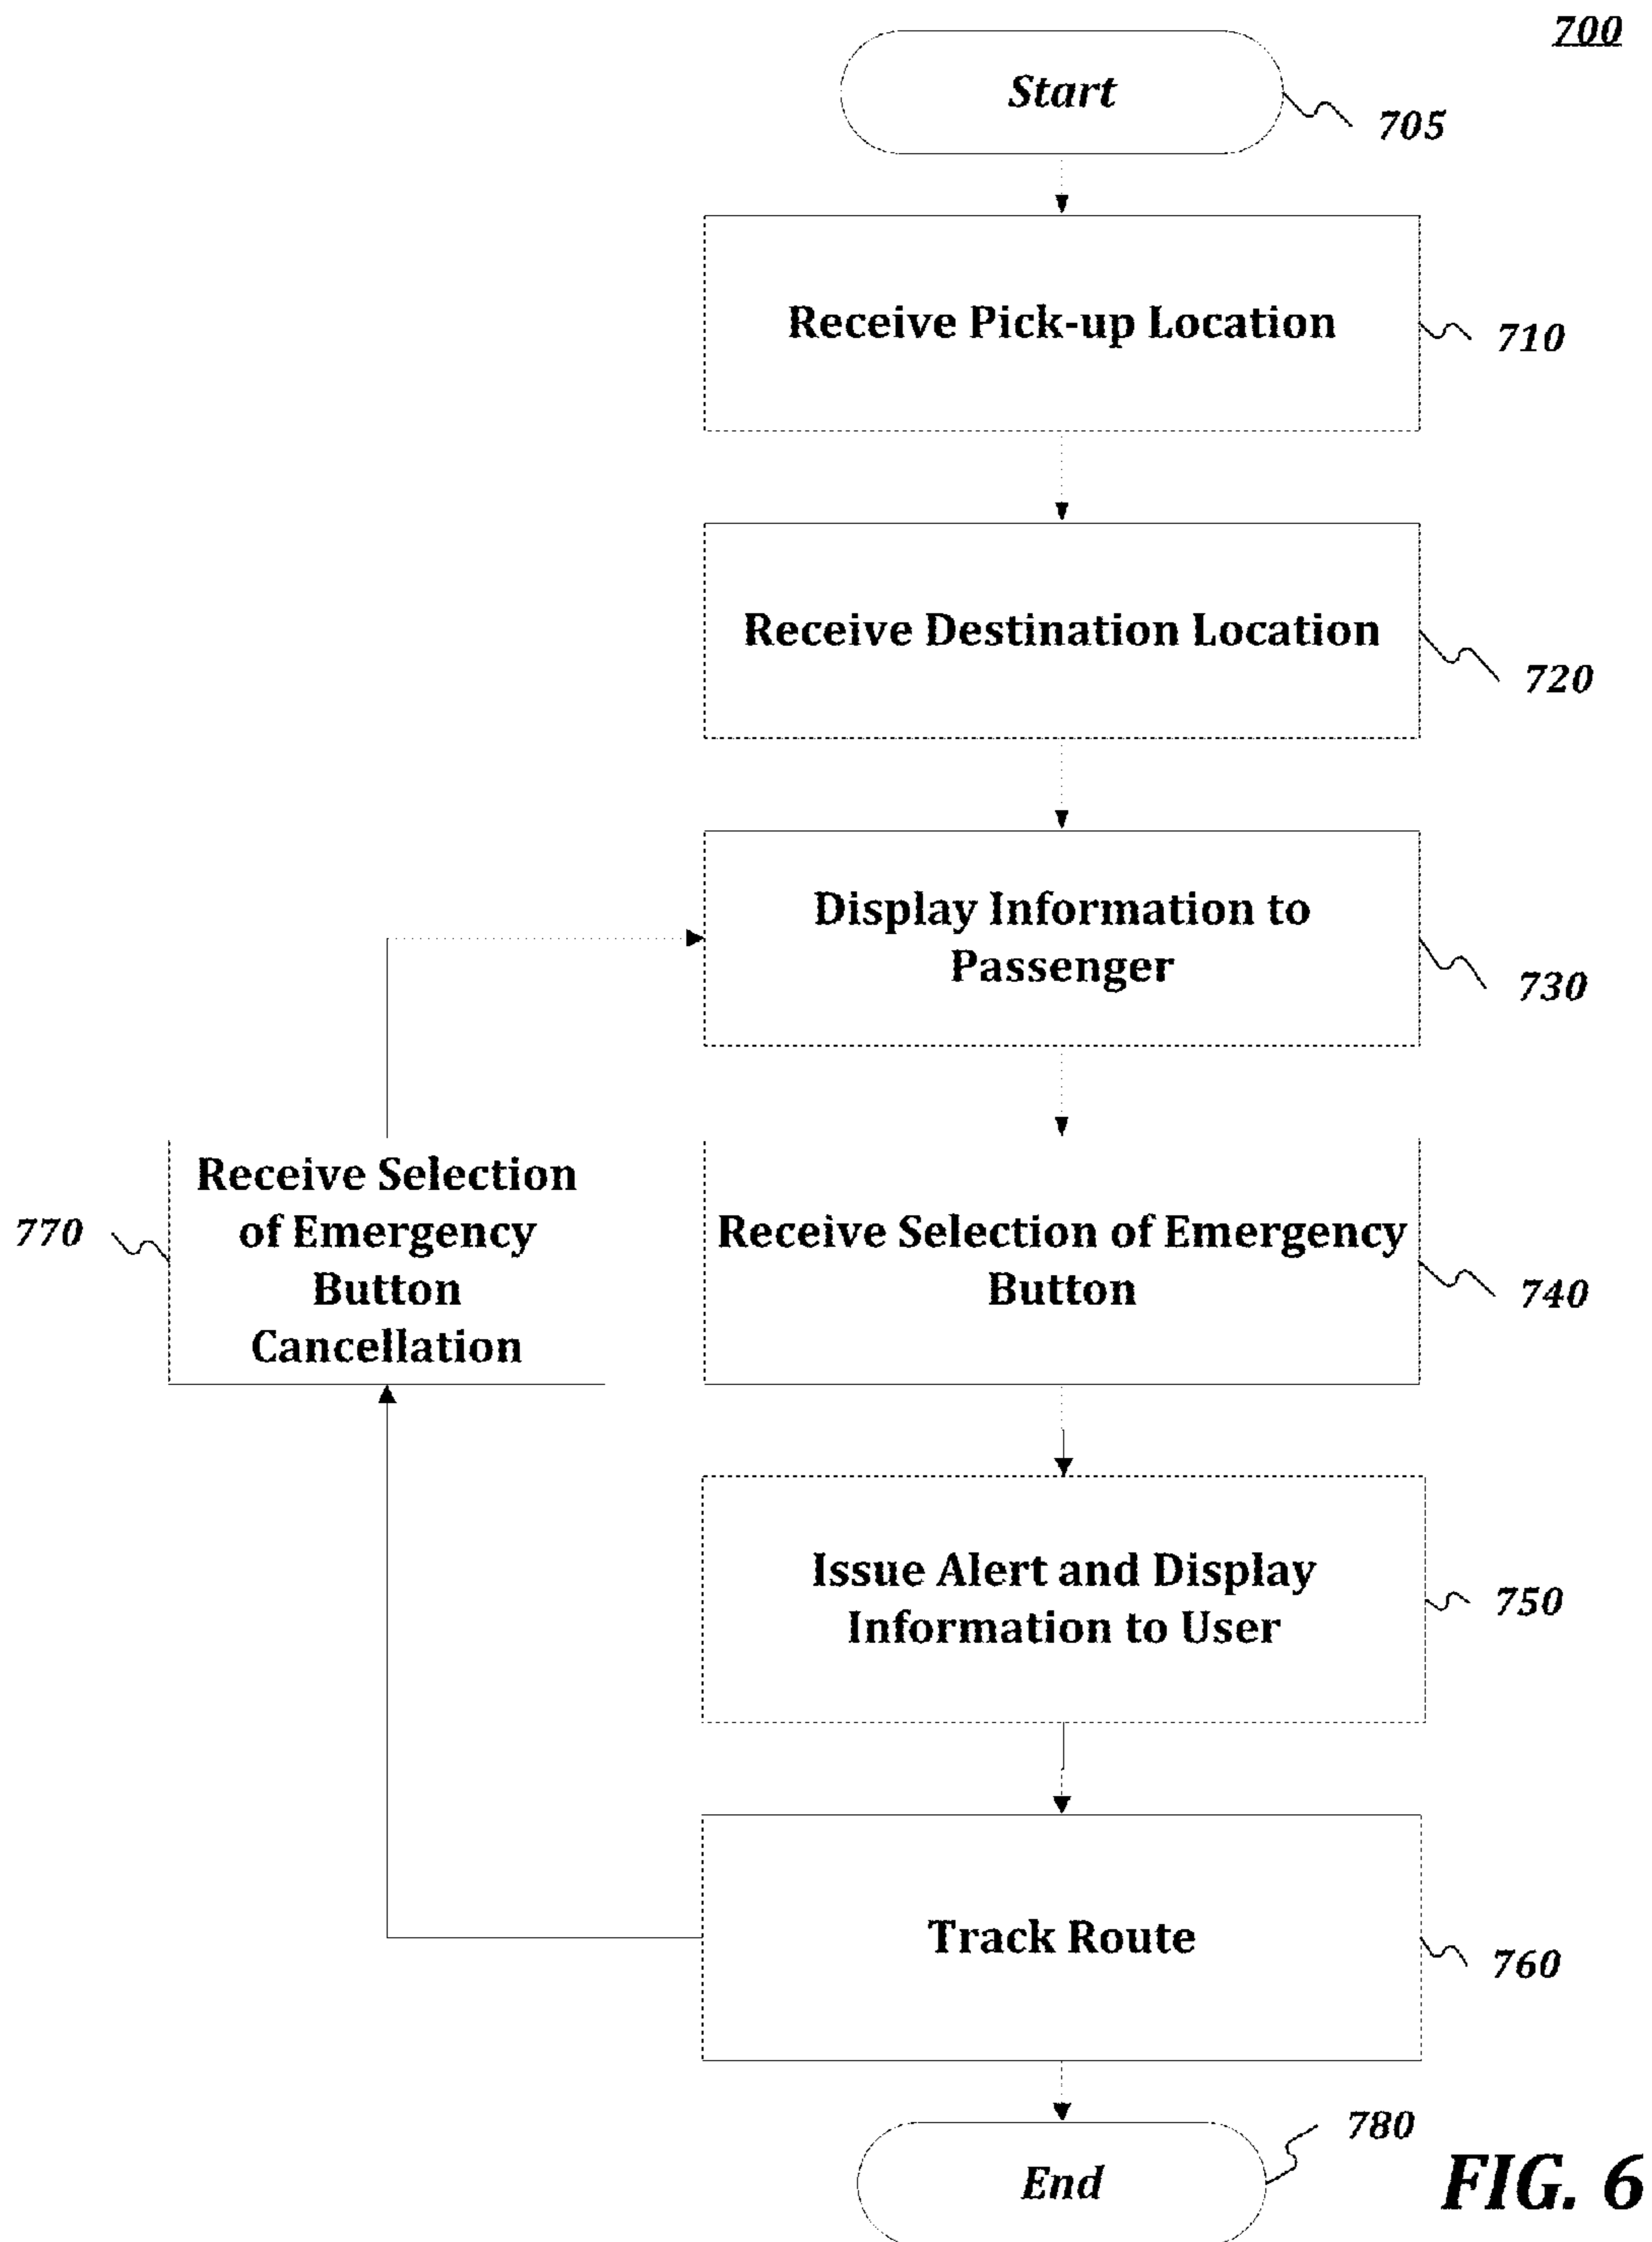 700
Start
705
Receive Pick-up Location
710
Receive Destination Location
720
Display Information to
Passenger
730
Receive Selection
of Emergency
Button
Cancellation
770
Receive Selection of Emergency
Button
740
Issue Alert and Display
Information to User
750
Track Route
760
End
780
FIG. 6